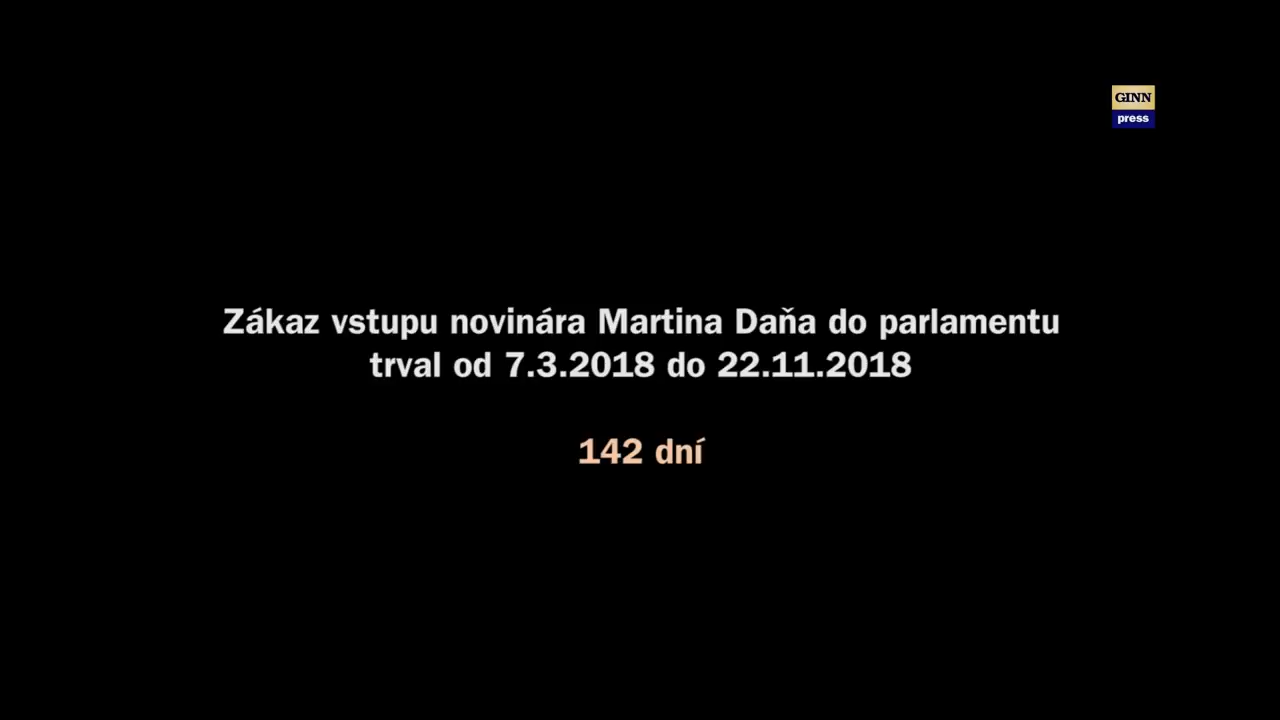 GINN
press
Zákaz vstupu novinára Martina Daňa do parlamentu
trval od 7.3.2018 do 22.11.2018
142 dní